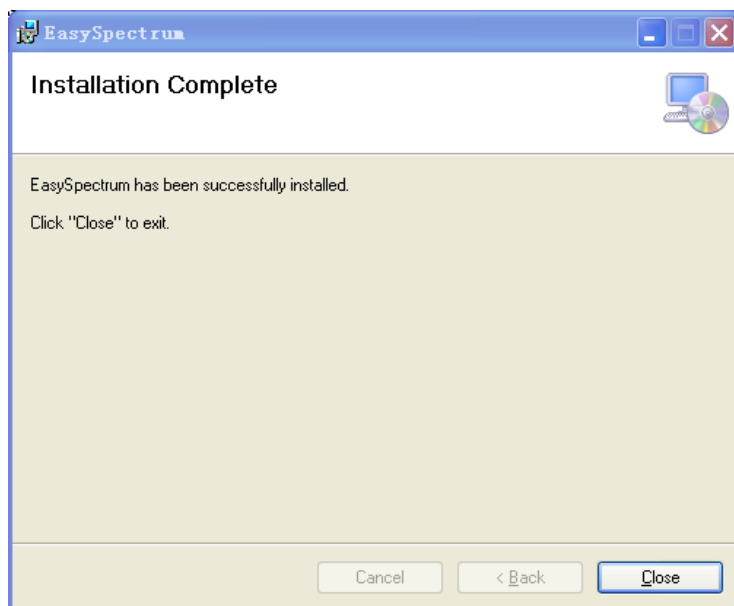 EasySpectrum
Installation Complete
EasySpectrum has been successfully installed.
Click "Close" to exit.
Cancel
< Back
Close